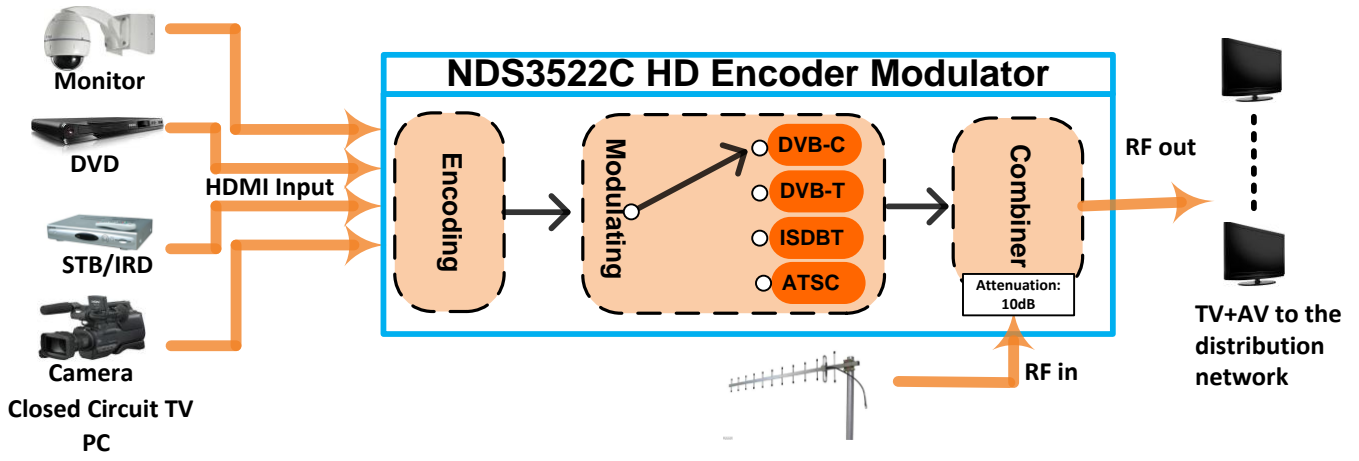 NDS3522C HD Encoder Modulator
Monitor
DVD
HDMI Input
STB/IRD
Camera
Closed Circuit TV
PC
Encoding
Modulating
DVB-C
DVB-T
ISDBT
ATSC
Combiner
Attenuation:
10dB
RF in
RF out
TV+AV to the
distribution
network